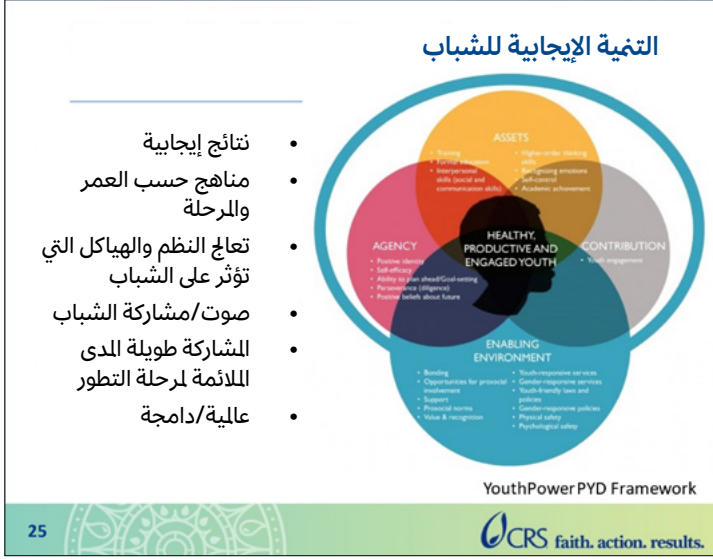 التنمية الإيجابية للشباب
• نتائج إيجابية
• مناهج حسب العمر
والمرحلة
• تعالج النظم والهياكل التي
تؤثر على الشباب
• صوت/مشاركة الشباب
• المشاركة طويلة المدى
الملائمة لمرحلة التطور
• عالمية/دامجة
ASSETS
• Training
• Formal education
• Interpersonal
skills (social and
communication skills)
• Higher-order thinking
skills
• Recognizing emotions
• Self-control
• Academic achievement
AGENCY
• Positive identity
• Self-efficacy
• Ability to plan ahead/Goal-setting
• Perseverance (diligence)
• Positive beliefs about future
HEALTHY,
PRODUCTIVE AND
ENGAGED YOUTH
CONTRIBUTION
• Youth engagement
ENABLING
ENVIRONMENT
• Bonding
• Opportunities for prosocial
involvement
• Support
• Prosocial norms
• Value & recognition
• Youth-responsive services
• Gender-responsive services
• Youth-friendly laws and
policies
• Gender-responsive policies
• Physical safety
• Psychological safety
YouthPower PYD Framework
25
CRS faith. action. results.